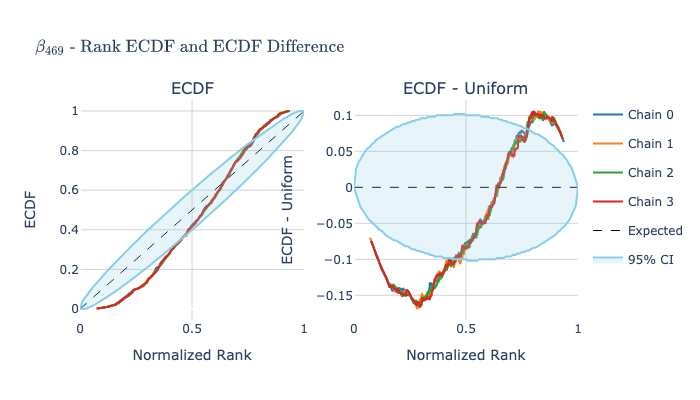 β469 - Rank ECDF and ECDF Difference
ECDF
ECDF - Uniform
ECDF
1
0.8
0.6
0.4
0.2
0
0
0.5
1
Normalized Rank
ECDF - Uniform
0.1
0.05
0
−0.05
−0.1
−0.15
0
0.5
1
Normalized Rank
Chain 0
Chain 1
Chain 2
Chain 3
Expected
95% CI